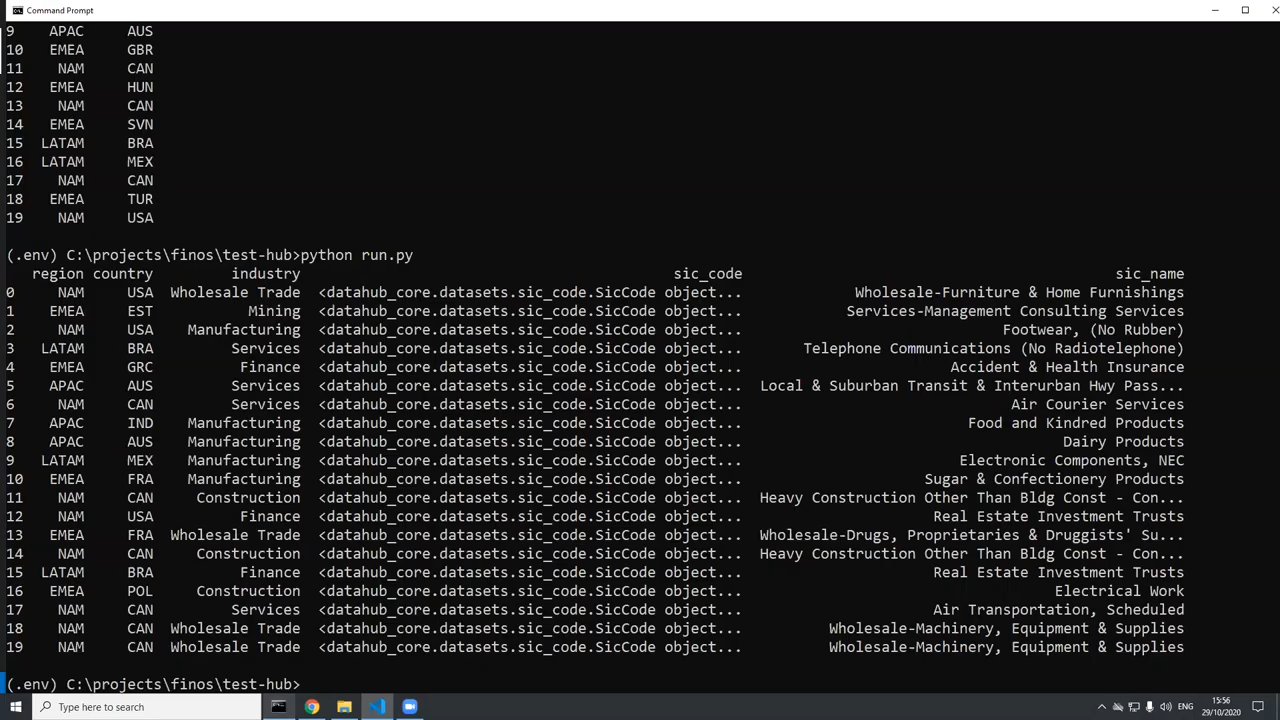 Command Prompt
9 APAC AUS
10 EMEA GBR
11 NAM CAN
12 EMEA HUN
13 NAM CAN
14 EMEA SVN
15 LATAM BRA
16 LATAM MEX
17 NAM CAN
18 EMEA TUR
19 NAM USA
(.env) C:\projects\finos\test-hub>python run.py
region country industry sic_code sic_name
0 NAM USA Wholesale Trade <datahub_core.datasets.sic_code.SicCode object... Wholesale-Furniture & Home Furnishings
1 EMEA EST Mining <datahub_core.datasets.sic_code.SicCode object... Services-Management Consulting Services
2 NAM USA Manufacturing <datahub_core.datasets.sic_code.SicCode object... Footwear, (No Rubber)
3 LATAM BRA Services <datahub_core.datasets.sic_code.SicCode object... Telephone Communications (No Radiotelephone)
4 EMEA GRC Finance <datahub_core.datasets.sic_code.SicCode object... Accident & Health Insurance
5 APAC AUS Services <datahub_core.datasets.sic_code.SicCode object... Local & Suburban Transit & Interurban Hwy Pass...
6 NAM CAN Services <datahub_core.datasets.sic_code.SicCode object... Air Courier Services
7 APAC IND Manufacturing <datahub_core.datasets.sic_code.SicCode object... Food and Kindred Products
8 APAC AUS Manufacturing <datahub_core.datasets.sic_code.SicCode object... Dairy Products
9 LATAM MEX Manufacturing <datahub_core.datasets.sic_code.SicCode object... Electronic Components, NEC
10 EMEA FRA Manufacturing <datahub_core.datasets.sic_code.SicCode object... Sugar & Confectionery Products
11 NAM CAN Construction <datahub_core.datasets.sic_code.SicCode object... Heavy Construction Other Than Bldg Const - Con...
12 NAM USA Finance <datahub_core.datasets.sic_code.SicCode object... Real Estate Investment Trusts
13 EMEA FRA Wholesale Trade <datahub_core.datasets.sic_code.SicCode object... Wholesale-Drugs, Proprietaries & Druggists' Su...
14 NAM CAN Construction <datahub_core.datasets.sic_code.SicCode object... Heavy Construction Other Than Bldg Const - Con...
15 LATAM BRA Finance <datahub_core.datasets.sic_code.SicCode object... Real Estate Investment Trusts
16 EMEA POL Construction <datahub_core.datasets.sic_code.SicCode object... Electrical Work
17 NAM CAN Services <datahub_core.datasets.sic_code.SicCode object... Air Transportation, Scheduled
18 NAM CAN Wholesale Trade <datahub_core.datasets.sic_code.SicCode object... Wholesale-Machinery, Equipment & Supplies
19 NAM CAN Wholesale Trade <datahub_core.datasets.sic_code.SicCode object... Wholesale-Machinery, Equipment & Supplies
(.env) C:\projects\finos\test-hub>
Type here to search
ENG
15:56
29/10/2020